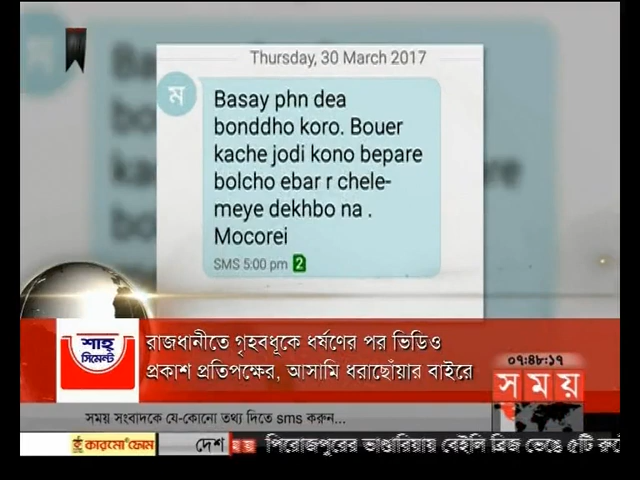 Thursday, 30 March 2017
ম
Basay phn dea
bonddho koro. Bouer
kache jodi kono bepare
bolcho ebar r chele-
meye dekhbo na .
Mocorei
SMS 5:00 pm 2
শাহ্
সিমেন্ট
রাজধানীতে গৃহবধূকে ধর্ষণের পর ভিডিও
প্রকাশ প্রতিপক্ষের, আসামি ধরাছোঁয়ার বাইরে
০৭:৪৮:১৭
সময়
সময় সংবাদকে যে-কোনো তথ্য দিতে sms করুন...
কারমো ফোম
দেশ
সময় পিরোজপুরের ভাণ্ডারিয়ায় বেইলি ব্রিজ ভেঙে ৫টি